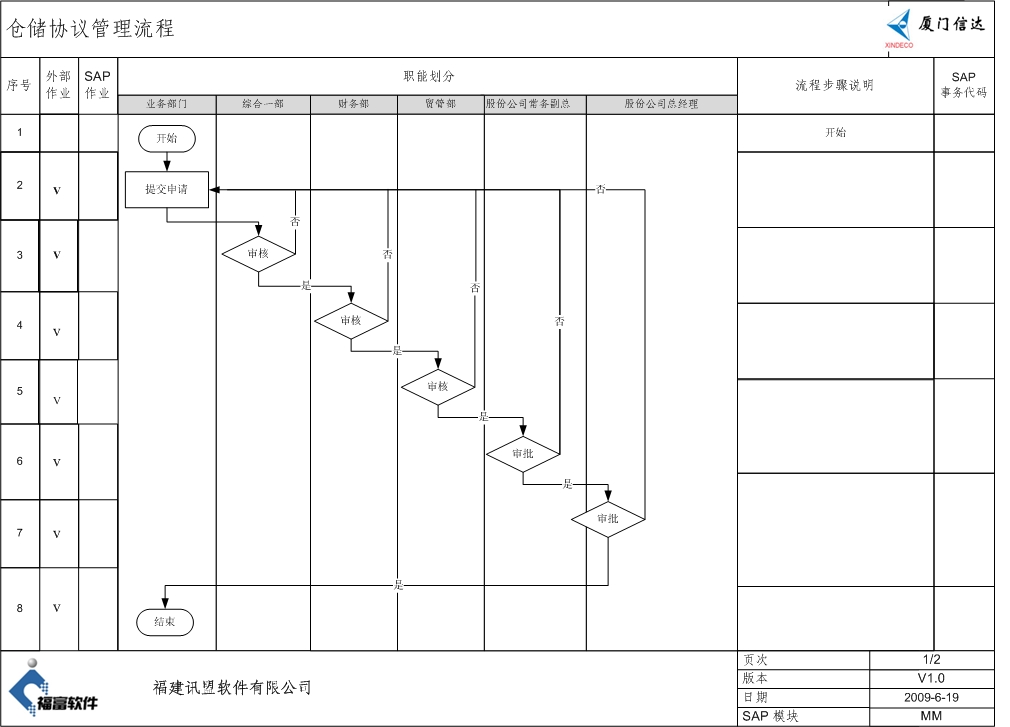 仓储协议管理流程
厦门信达
XINDECO
序号
外部作业
SAP作业
职能划分
流程步骤说明
SAP事务代码
业务部门
综合一部
财务部
贸管部
股份公司常务副总
股份公司总经理
1
开始
开始
2
V
提交申请
否
否
3
V
审核
否
否
是
4
V
审核
否
是
5
V
审核
是
6
V
审批
是
7
V
审批
是
8
V
结束
福富软件
福建讯盟软件有限公司
页次 1/2
版本 V1.0
日期 2009-6-19
SAP 模块 MM